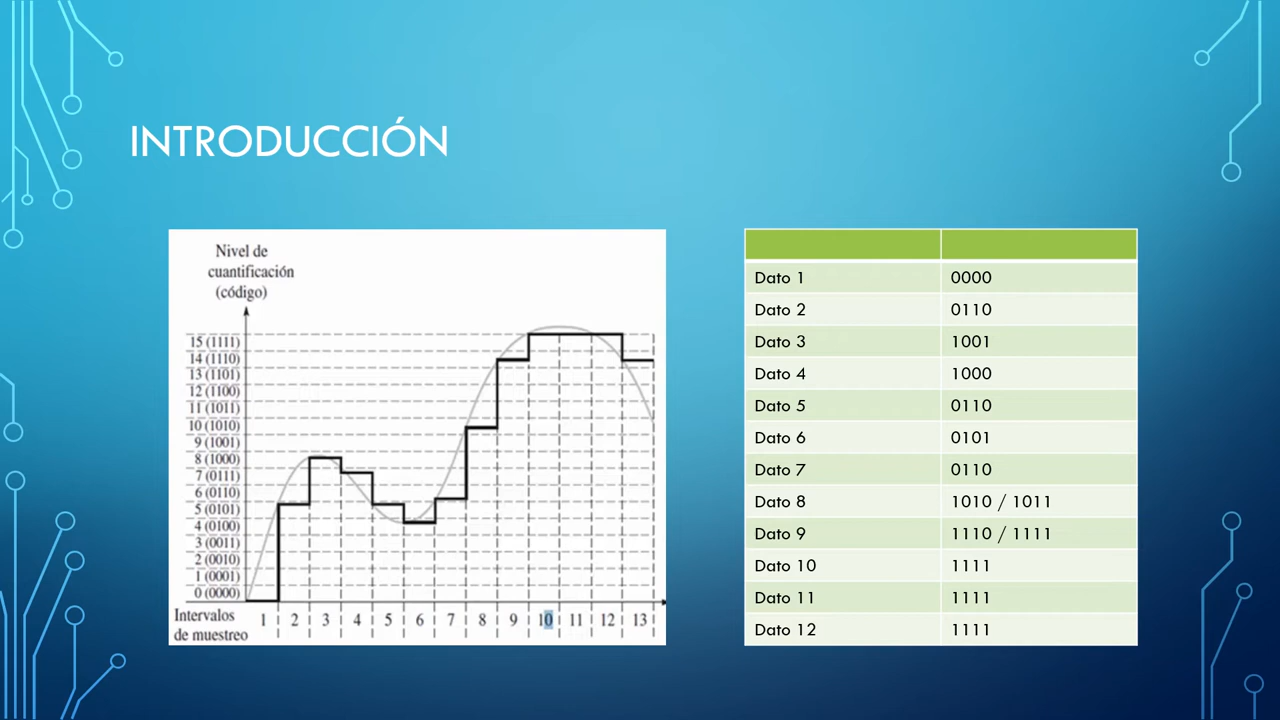 INTRODUCCIÓN
Nivel de
cuantificación
(código)
15 (1111)
14 (1110)
13 (1101)
12 (1100)
11 (1011)
10 (1010)
9 (1001)
8 (1000)
7 (0111)
6 (0110)
5 (0101)
4 (0100)
3 (0011)
2 (0010)
1 (0001)
0 (0000)
Intervalos
de muestreo
1 2 3 4 5 6 7 8 9 10 11 12 13
Dato 1 0000
Dato 2 0110
Dato 3 1001
Dato 4 1000
Dato 5 0110
Dato 6 0101
Dato 7 0110
Dato 8 1010 / 1011
Dato 9 1110 / 1111
Dato 10 1111
Dato 11 1111
Dato 12 1111